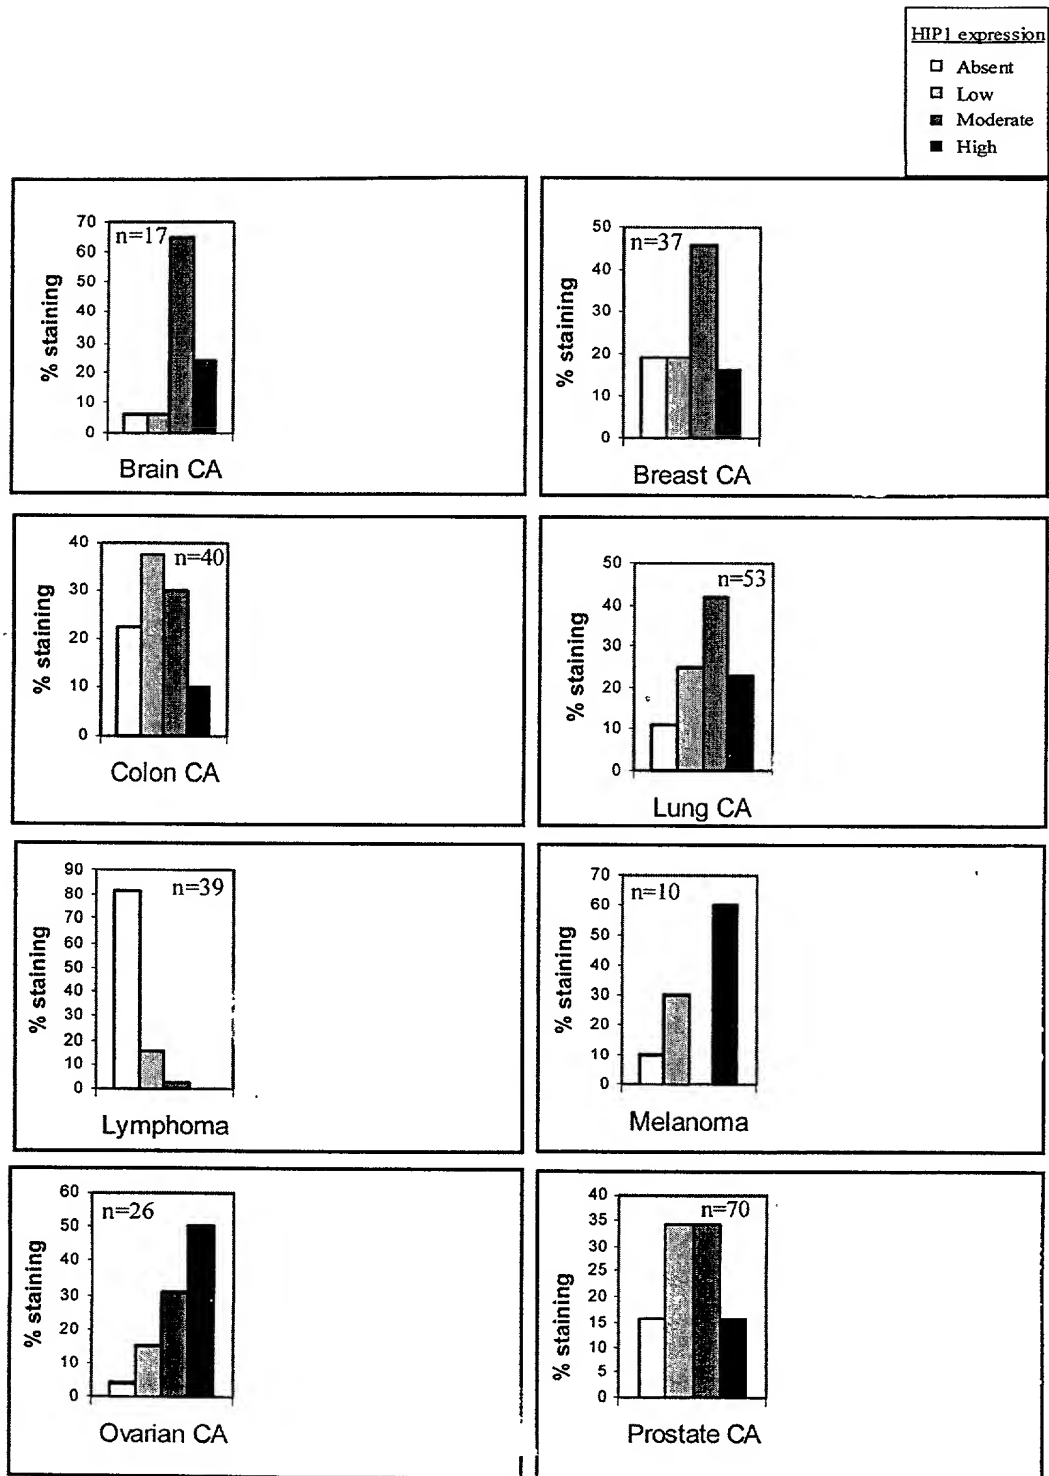 HIP1 expression
Absent
Low
Moderate
High
70
60
50
40
30
20
10
0
% staining
n=17
Brain CA
50
40
30
20
10
0
% staining
n=37
Breast CA
40
30
20
10
0
% staining
n=40
Colon CA
50
40
30
20
10
0
% staining
n=53
Lung CA
90
80
70
60
50
40
30
20
10
0
% staining
n=39
Lymphoma
70
60
50
40
30
20
10
0
% staining
n=10
Melanoma
60
50
40
30
20
10
0
% staining
n=26
Ovarian CA
40
35
30
25
20
15
10
5
0
% staining
n=70
Prostate CA